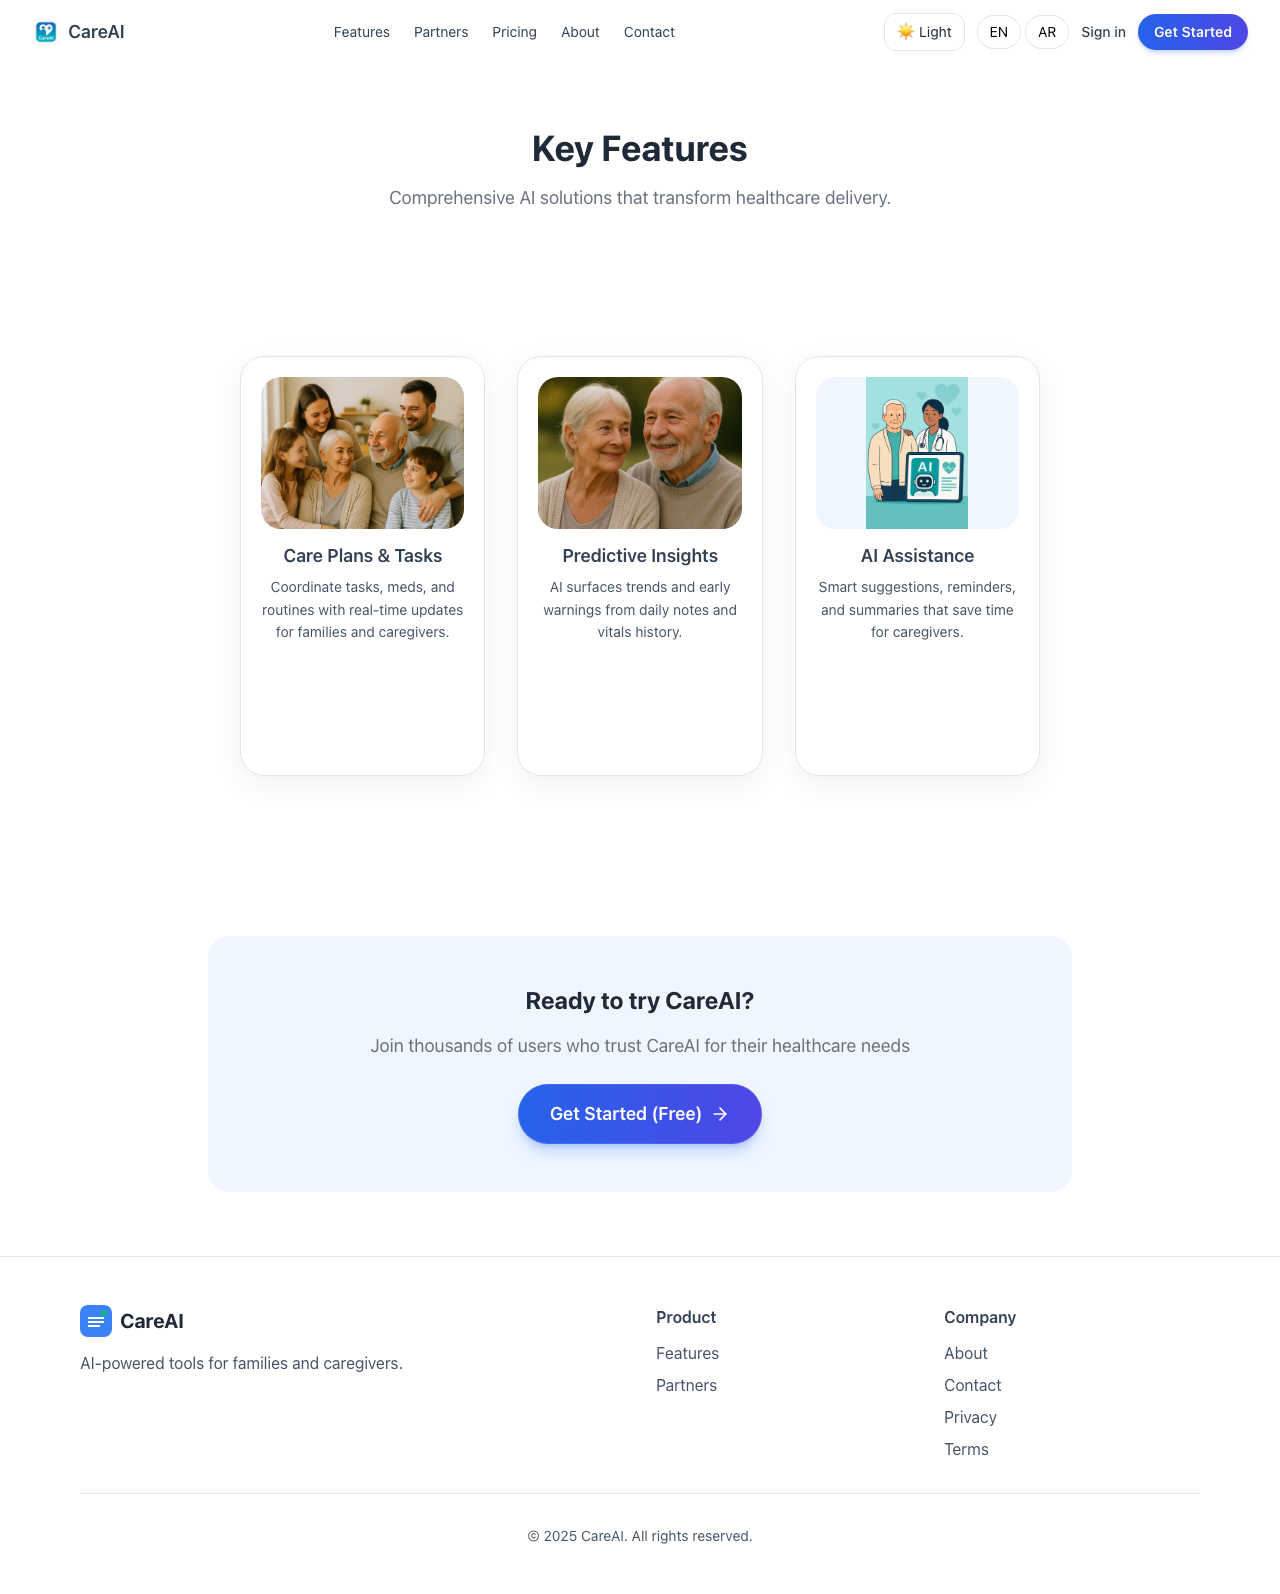 CareAI
Features
Partners
Pricing
About
Contact
Light
EN
AR
Sign in
Get Started
Key Features
Comprehensive AI solutions that transform healthcare delivery.
AI
Care Plans & Tasks
Coordinate tasks, meds, and
routines with real-time updates
for families and caregivers.
Predictive Insights
AI surfaces trends and early
warnings from daily notes and
vitals history.
AI Assistance
Smart suggestions, reminders,
and summaries that save time
for caregivers.
Ready to try CareAI?
Join thousands of users who trust CareAI for their healthcare needs
Get Started (Free)
CareAI
AI-powered tools for families and caregivers.
Product
Features
Partners
Company
About
Contact
Privacy
Terms
© 2025 CareAI. All rights reserved.